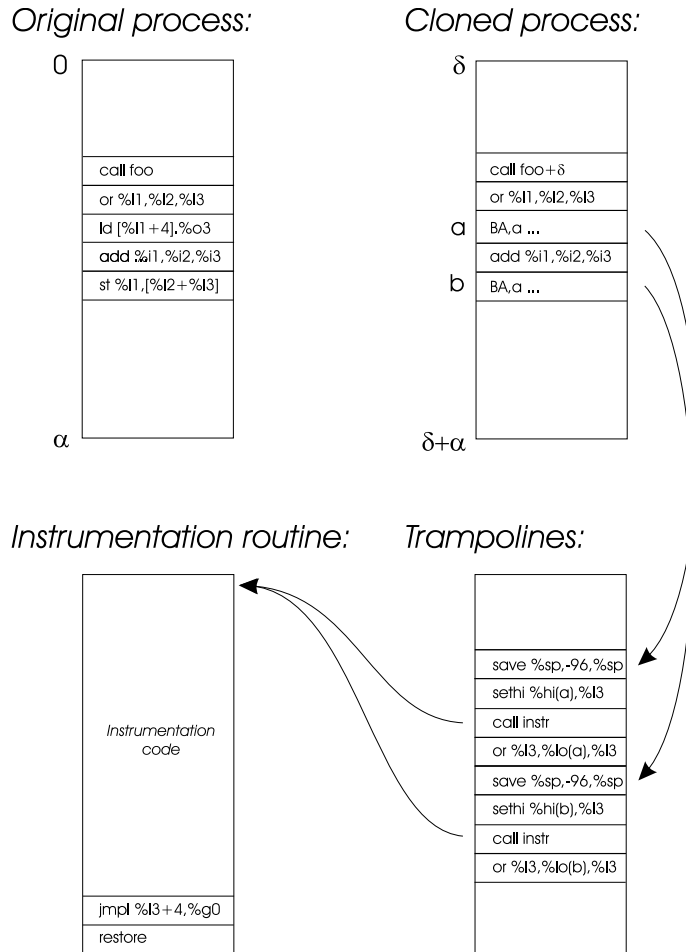 Original process:
0
call foo
or %l1,%l2,%l3
ld [%l1+4],%o3
add %i1,%i2,%i3
st %l1,[%l2+%l3]
α
Cloned process:
δ
call foo+δ
or %l1,%l2,%l3
a
BA,a ...
add %i1,%i2,%i3
b
BA,a ...
δ+α
Instrumentation routine:
Instrumentation
code
jmpl %l3+4,%g0
restore
Trampolines:
save %sp,-96,%sp
sethi %hi(a),%l3
call instr
or %l3,%lo(a),%l3
save %sp,-96,%sp
sethi %hi(b),%l3
call instr
or %l3,%lo(b),%l3